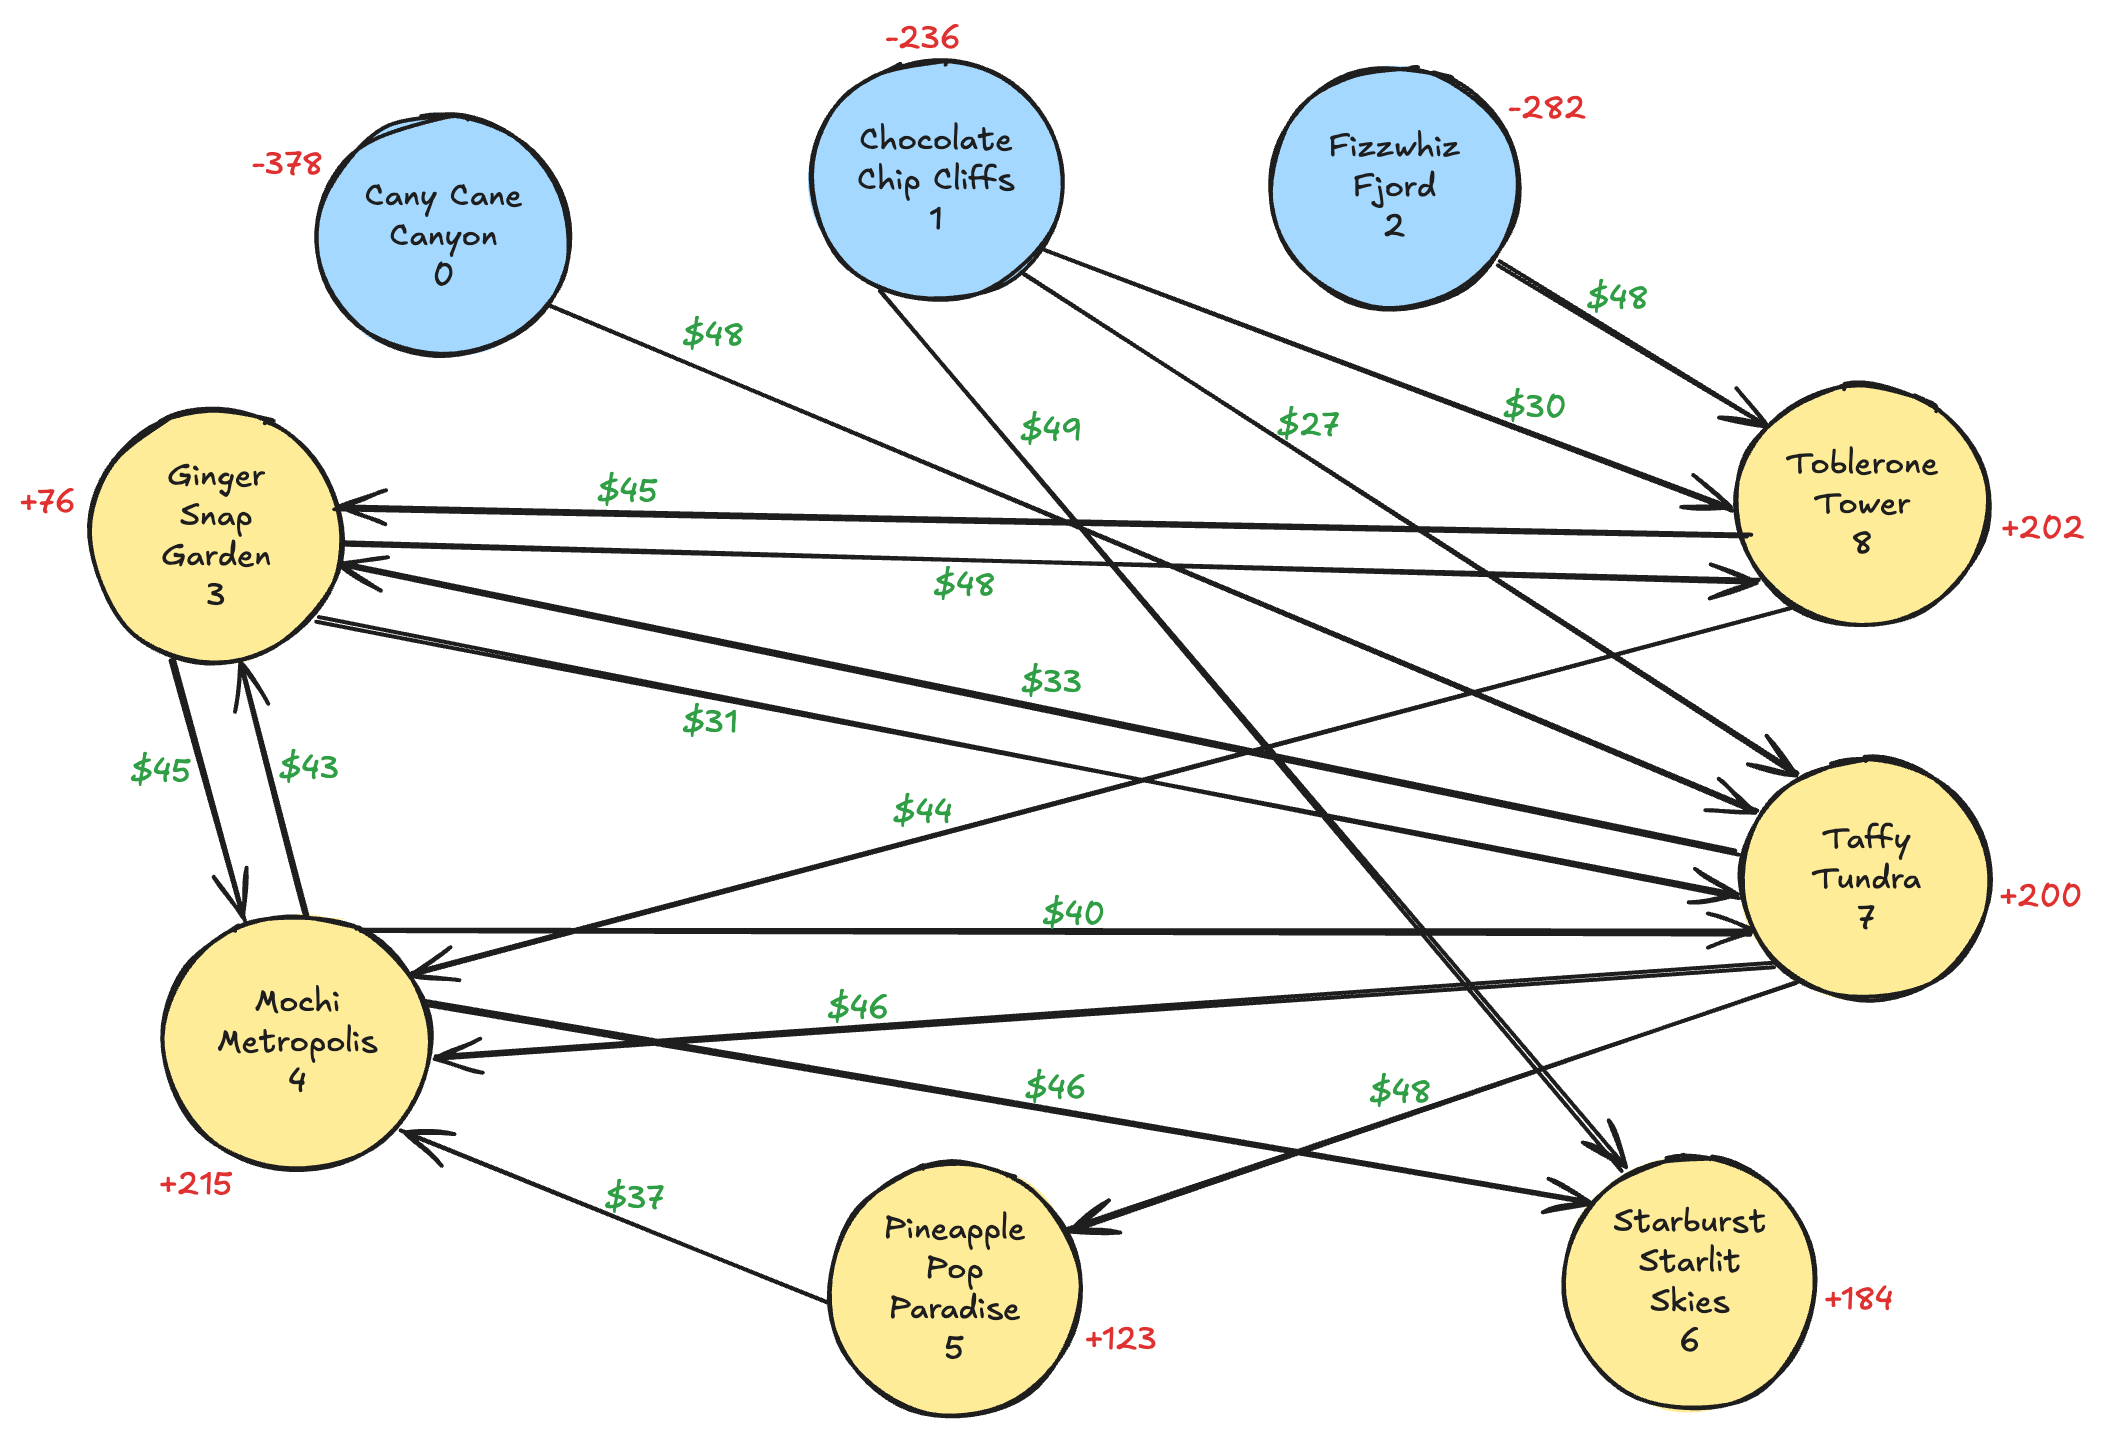 -236
-282
-378
Cany Cane
Canyon
0
Chocolate
Chip Cliffs
1
Fizzwhiz
Fjord
2
$48
$48
$49
$27
$30
Ginger
Snap
Garden
3
+76
$45
$48
Toblerone
Tower
8
+202
$33
$31
$45
$43
$44
Taffy
Tundra
7
+200
$40
$46
Mochi
Metropolis
4
+215
$46
$48
$37
Pineapple
Pop
Paradise
5
+123
Starburst
Starlit
Skies
6
+184